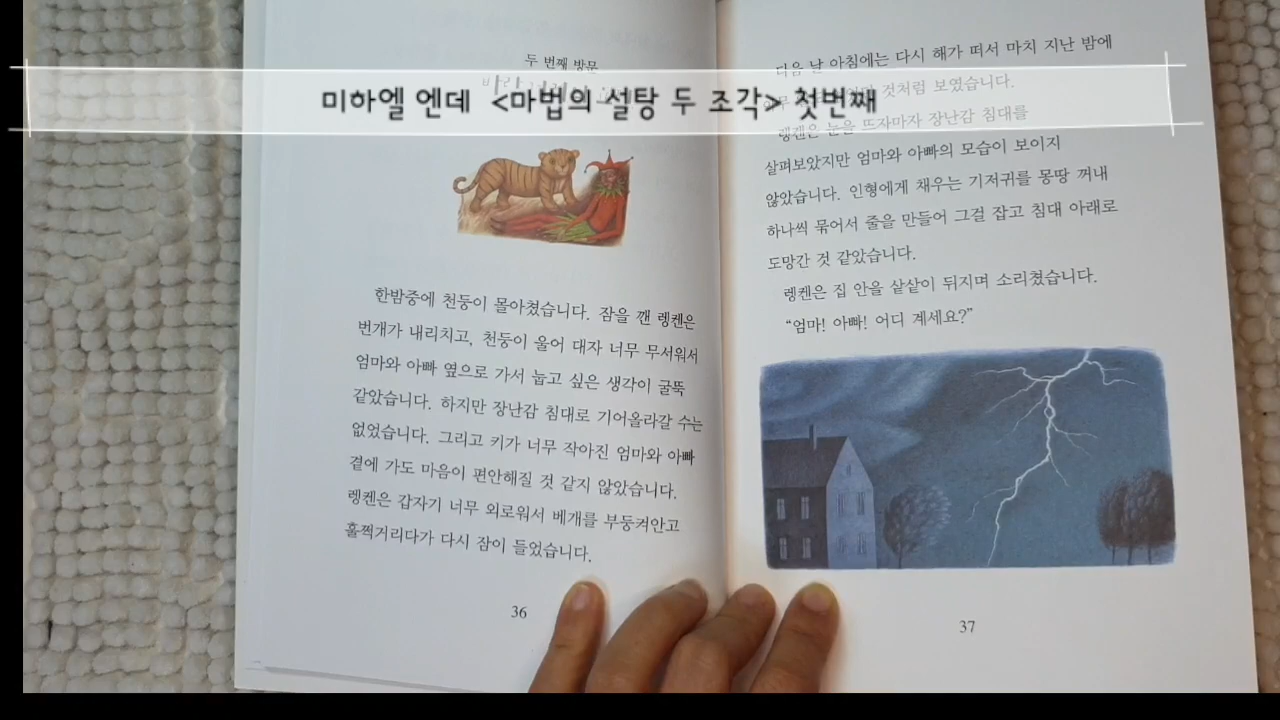 두 번째 방문
미하엘 엔데 <마법의 설탕 두 조각> 첫번째
한밤중에 천둥이 몰아쳤습니다. 잠을 깬 렝켄은
번개가 내리치고, 천둥이 울어 대자 너무 무서워서
엄마와 아빠 옆으로 가서 눕고 싶은 생각이 굴뚝
같았습니다. 하지만 장난감 침대로 기어올라갈 수는
없었습니다. 그리고 키가 너무 작아진 엄마와 아빠
곁에 가도 마음이 편안해질 것 같지 않았습니다.
렝켄은 갑자기 너무 외로워서 베개를 부둥켜안고
훌쩍거리다가 다시 잠이 들었습니다.
36
다음 날 아침에는 다시 해가 떠서 마치 지난 밤에
것처럼 보였습니다.
렝켄은 눈을 뜨자마자 장난감 침대를
살펴보았지만 엄마와 아빠의 모습이 보이지
않았습니다. 인형에게 채우는 기저귀를 몽땅 꺼내
하나씩 묶어서 줄을 만들어 그걸 잡고 침대 아래로
도망간 것 같았습니다.
렝켄은 집 안을 샅샅이 뒤지며 소리쳤습니다.
“엄마! 아빠! 어디 계세요?”
37